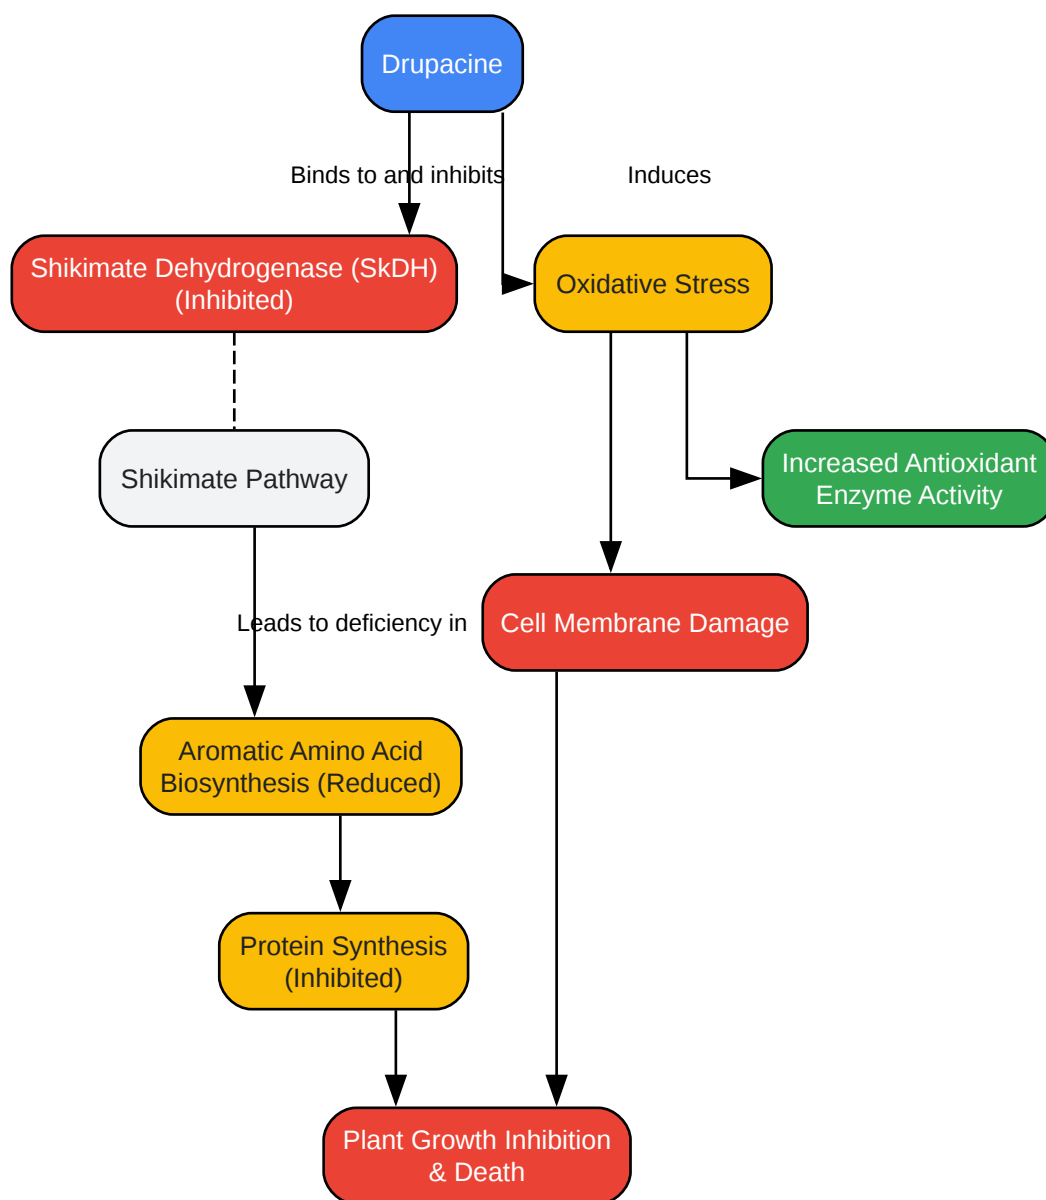 Drupacine
Binds to and inhibits
Induces
Shikimate Dehydrogenase (SkDH)
(Inhibited)
Oxidative Stress
Shikimate Pathway
Increased Antioxidant
Enzyme Activity
Leads to deficiency in
Cell Membrane Damage
Aromatic Amino Acid
Biosynthesis (Reduced)
Protein Synthesis
(Inhibited)
Plant Growth Inhibition
& Death